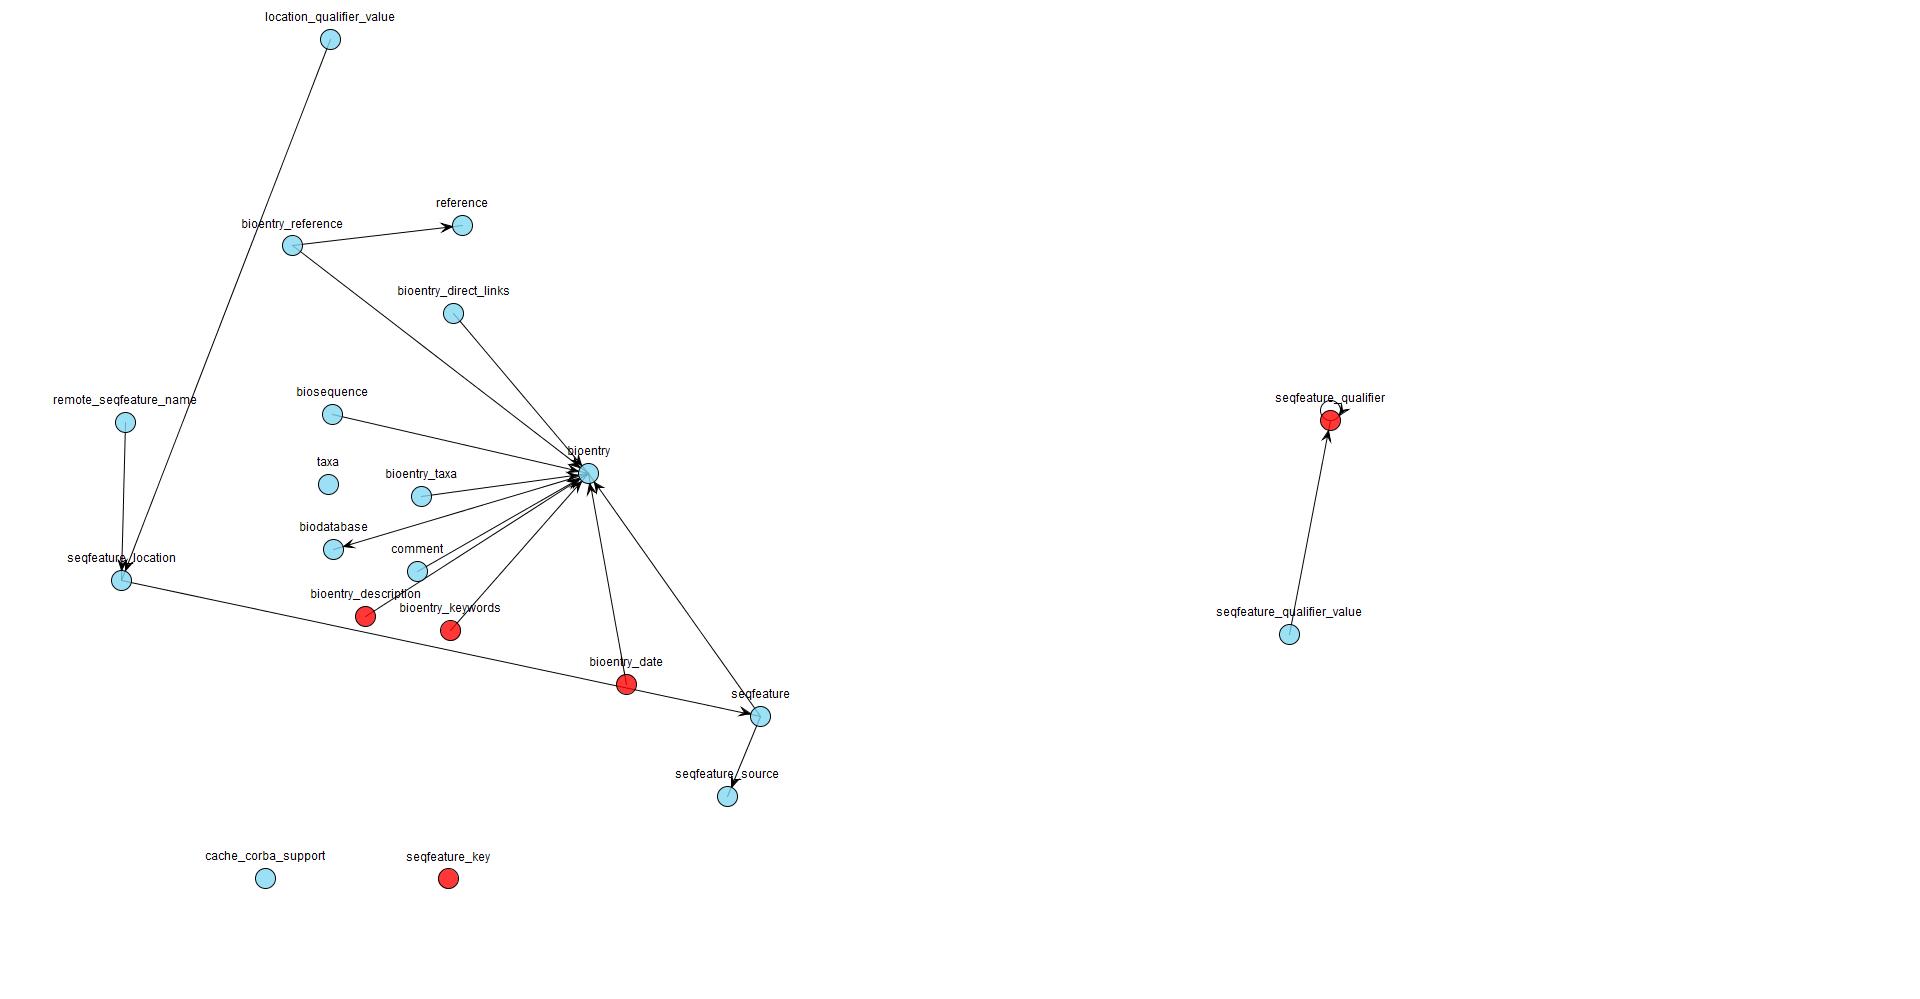 location_qualifier_value
reference
bioentry_reference
bioentry_direct_links
biosequence
seqfeature_qualifier
remote_seqfeature_name
bioentry
taxa
bioentry_taxa
biodatabase
comment
seqfeature_location
bioentry_description
bioentry_keywords
seqfeature_qualifier_value
bioentry_date
seqfeature
seqfeature_source
cache_corba_support
seqfeature_key